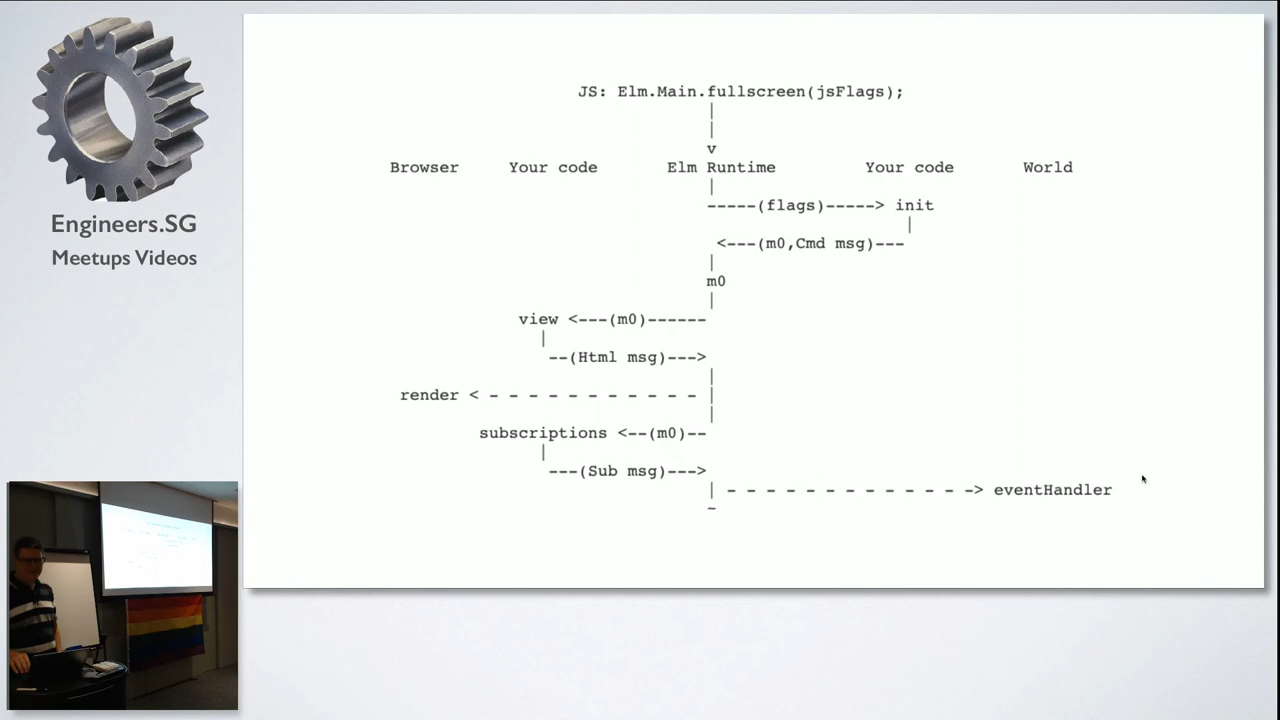 Engineers.SG
Meetups Videos
JS: Elm.Main.fullscreen(jsFlags);
|
|
v
Browser Your code Elm Runtime Your code World
|
-----(flags)-----> init
|
<---(m0,Cmd msg)---
|
m0
|
view <---(m0)------
|
--(Html msg)--->
|
render < - - - - - - - - - - - |
|
subscriptions <--(m0)--
|
---(Sub msg)--->
| - - - - - - - - - - - - -> eventHandler
~